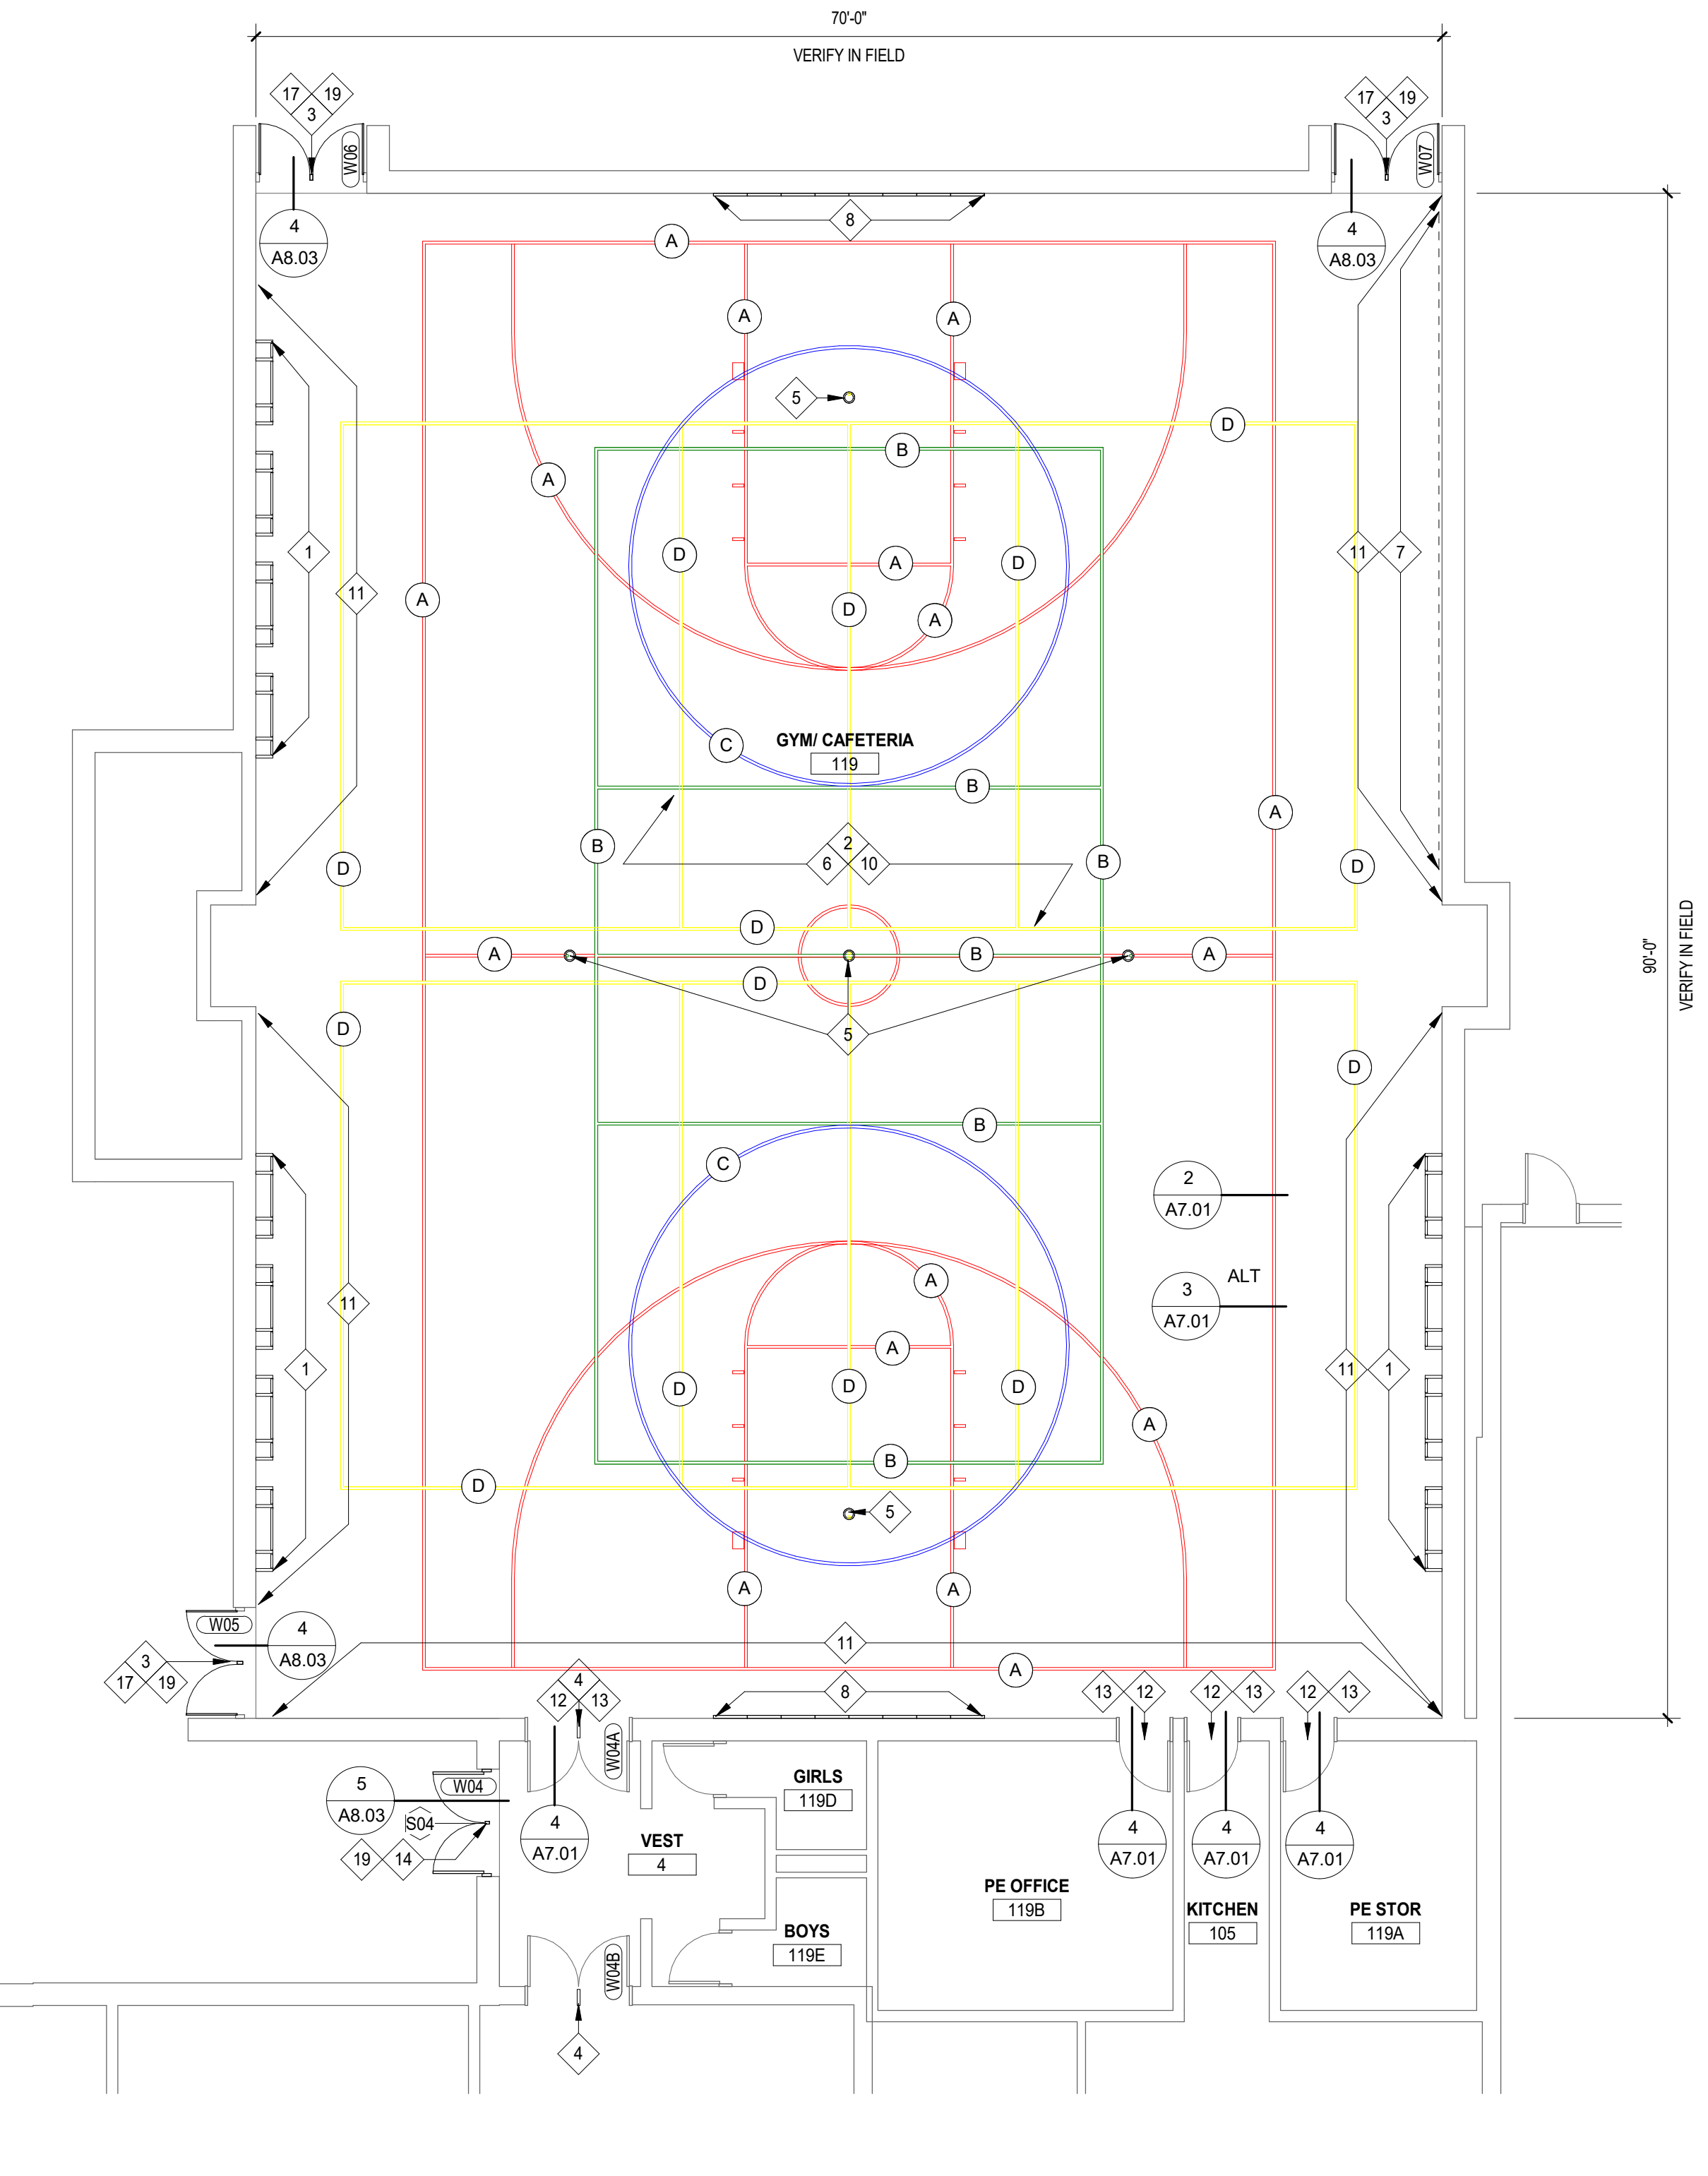 70'-0"
VERIFY IN FIELD
17 19
3
W06
17 19
3
W07
8
4
A8.03
4
A8.03
A
A
A
5
D
B
A
D
A
D
1
11
7
11
A
D
A
A
C
GYM/ CAFETERIA
119
B
A
2
6 10
B
B
D
D
D
90'-0"
VERIFY IN FIELD
A
B
A
D
5
D
D
B
C
2
A7.01
3
A7.01
ALT
A
11
A
1
D
D
D
11
1
A
B
D
5
A
A
W05
4
A8.03
3
17 19
11
A
4
12 13
8
13 12
12 13
12 13
W04A
5
A8.03
W04
S04
19 14
4
A7.01
GIRLS
119D
VEST
4
4
A7.01
4
A7.01
4
A7.01
PE OFFICE
119B
KITCHEN
105
PE STOR
119A
BOYS
119E
W04B
4